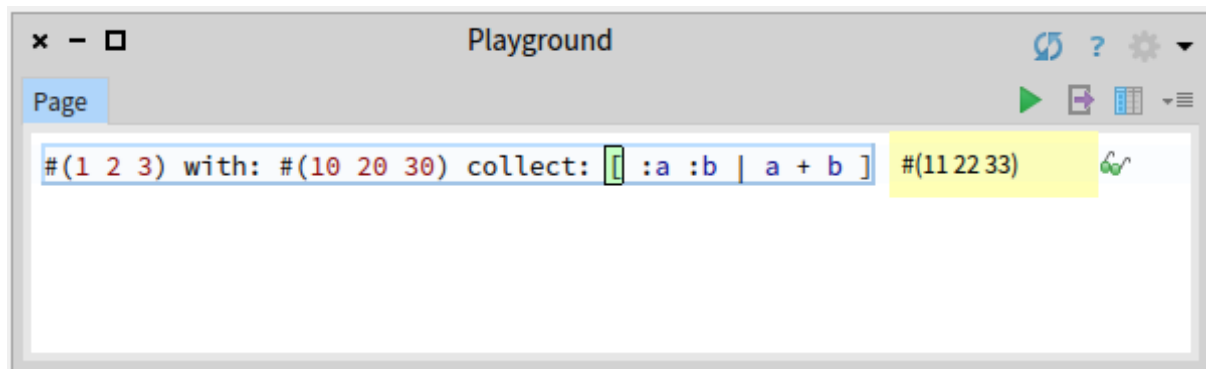 Playground
?
Page
#(1 2 3) with: #(10 20 30) collect: [ :a :b | a + b ] #(11 22 33)